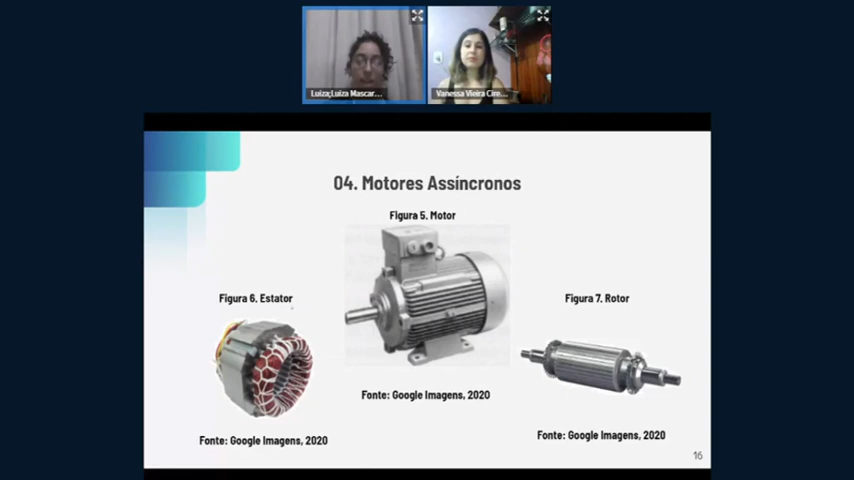 Luiza;Luiza Mascar...
Vanessa Vieira Cire...
04. Motores Assíncronos
Figura 5. Motor
Figura 6. Estator
Figura 7. Rotor
Fonte: Google Imagens, 2020
Fonte: Google Imagens, 2020
Fonte: Google Imagens, 2020
16